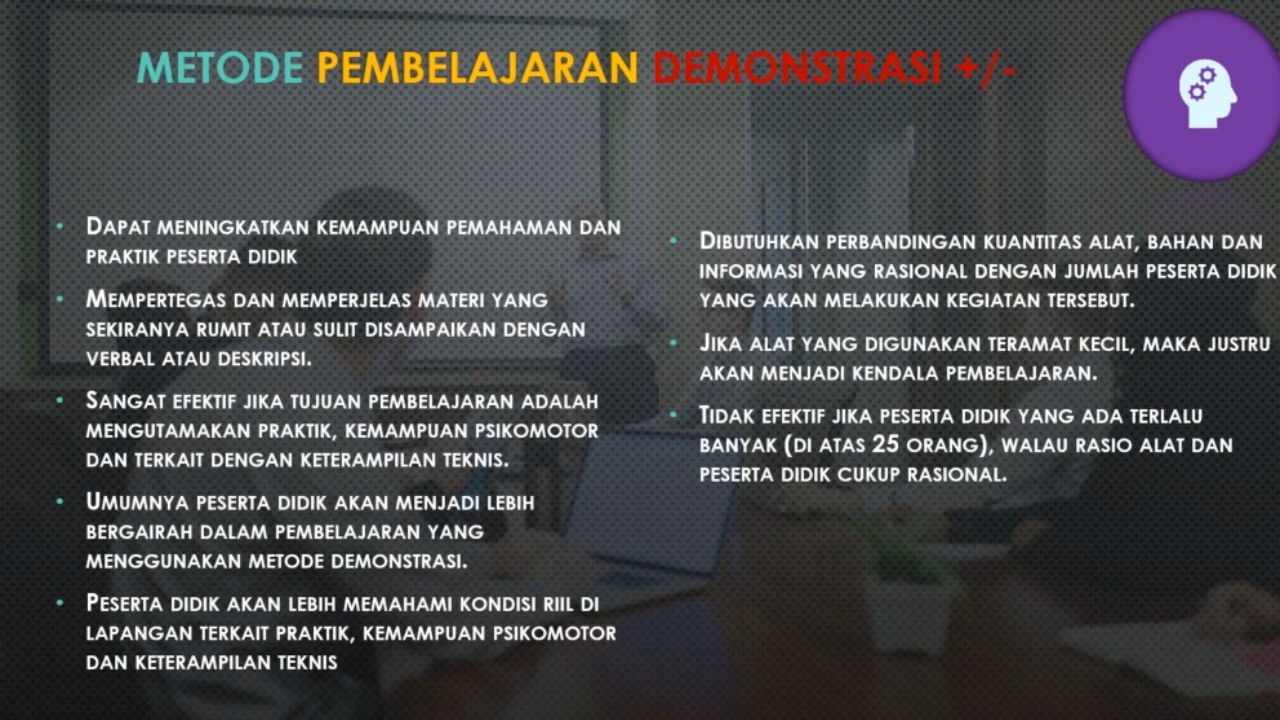 METODE PEMBELAJARAN DEMONSTRASI +/-
DAPAT MENINGKATKAN KEMAMPUAN PEMAHAMAN DAN
PRAKTIK PESERTA DIDIK
MEMPERTEGAS DAN MEMPERJELAS MATERI YANG
SEKIRANYA RUMIT ATAU SULIT DISAMPAIKAN DENGAN
VERBAL ATAU DESKRIPSI.
SANGAT EFEKTIF JIKA TUJUAN PEMBELAJARAN ADALAH
MENGUTAMAKAN PRAKTIK, KEMAMPUAN PSIKOMOTOR
DAN TERKAIT DENGAN KETERAMPILAN TEKNIS.
UMUMNYA PESERTA DIDIK AKAN MENJADI LEBIH
BERGAIRAH DALAM PEMBELAJARAN YANG
MENGGUNAKAN METODE DEMONSTRASI.
PESERTA DIDIK AKAN LEBIH MEMAHAMI KONDISI RIIL DI
LAPANGAN TERKAIT PRAKTIK, KEMAMPUAN PSIKOMOTOR
DAN KETERAMPILAN TEKNIS
DIBUTUHKAN PERBANDINGAN KUANTITAS ALAT, BAHAN DAN
INFORMASI YANG RASIONAL DENGAN JUMLAH PESERTA DIDIK
YANG AKAN MELAKUKAN KEGIATAN TERSEBUT.
JIKA ALAT YANG DIGUNAKAN TERAMAT KECIL, MAKA JUSTRU
AKAN MENJADI KENDALA PEMBELAJARAN.
TIDAK EFEKTIF JIKA PESERTA DIDIK YANG ADA TERLALU
BANYAK (DI ATAS 25 ORANG), WALAU RASIO ALAT DAN
PESERTA DIDIK CUKUP RASIONAL.